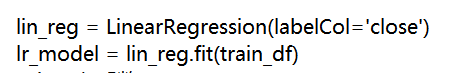 lin_reg = LinearRegression(labelCol='close')
lr_model = lin_reg.fit(train_df)